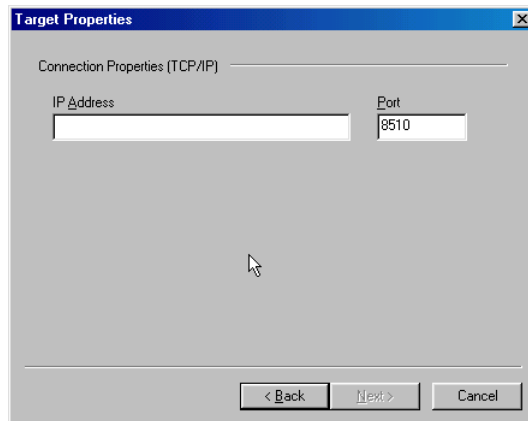 Target Properties
Connection Properties (TCP/IP)
IP Address Port
8510
< Back Next > Cancel